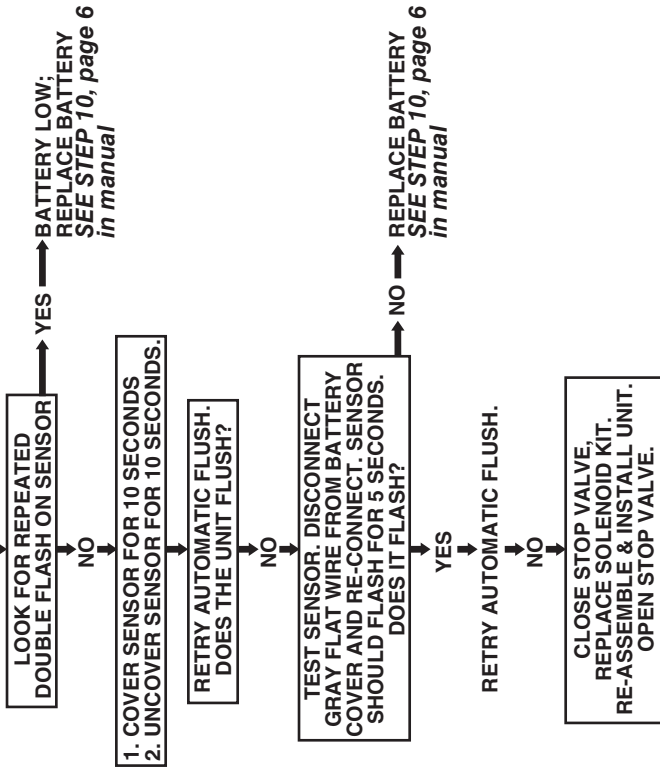 LOOK FOR REPEATED
DOUBLE FLASH ON SENSOR
YES
BATTERY LOW;
REPLACE BATTERY
SEE STEP 10, page 6
in manual
NO
1. COVER SENSOR FOR 10 SECONDS
2. UNCOVER SENSOR FOR 10 SECONDS.
RETRY AUTOMATIC FLUSH.
DOES THE UNIT FLUSH?
NO
TEST SENSOR. DISCONNECT
GRAY FLAT WIRE FROM BATTERY
COVER AND RE-CONNECT. SENSOR
SHOULD FLASH FOR 5 SECONDS.
DOES IT FLASH?
NO
REPLACE BATTERY
SEE STEP 10, page 6
in manual
YES
RETRY AUTOMATIC FLUSH.
NO
CLOSE STOP VALVE,
REPLACE SOLENOID KIT.
RE-ASSEMBLE & INSTALL UNIT.
OPEN STOP VALVE.